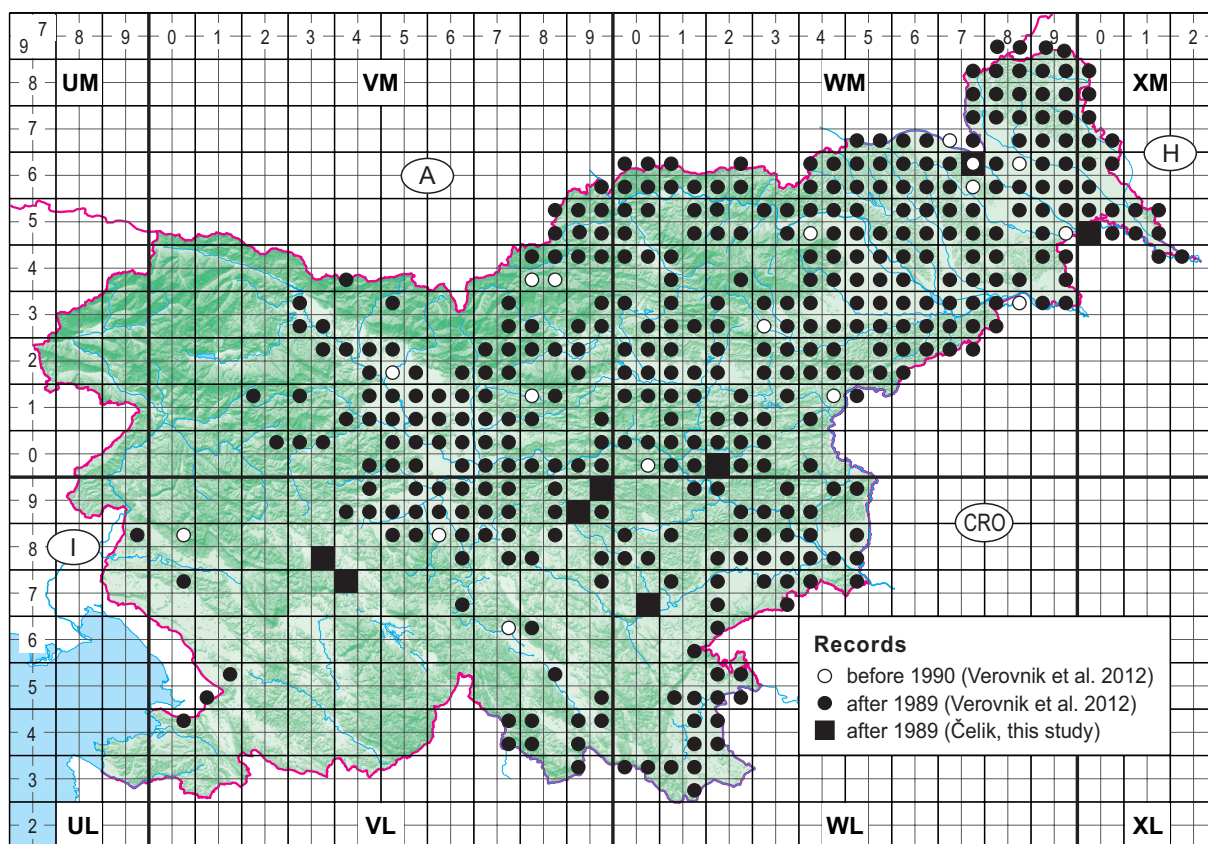 7
9 8 9 0 1 2 3 4 5 6 7 8 9 0 1 2 3 4 5 6 7 8 9 0 1 2
8 UM VM WM XM
7
H
6 A
5
4
3
2
1
0
9
CRO
8 I
7
6
Records
before 1990 (Verovnik et al. 2012)
5
after 1989 (Verovnik et al. 2012)
4
after 1989 (Čelik, this study)
3
2 UL VL WL XL